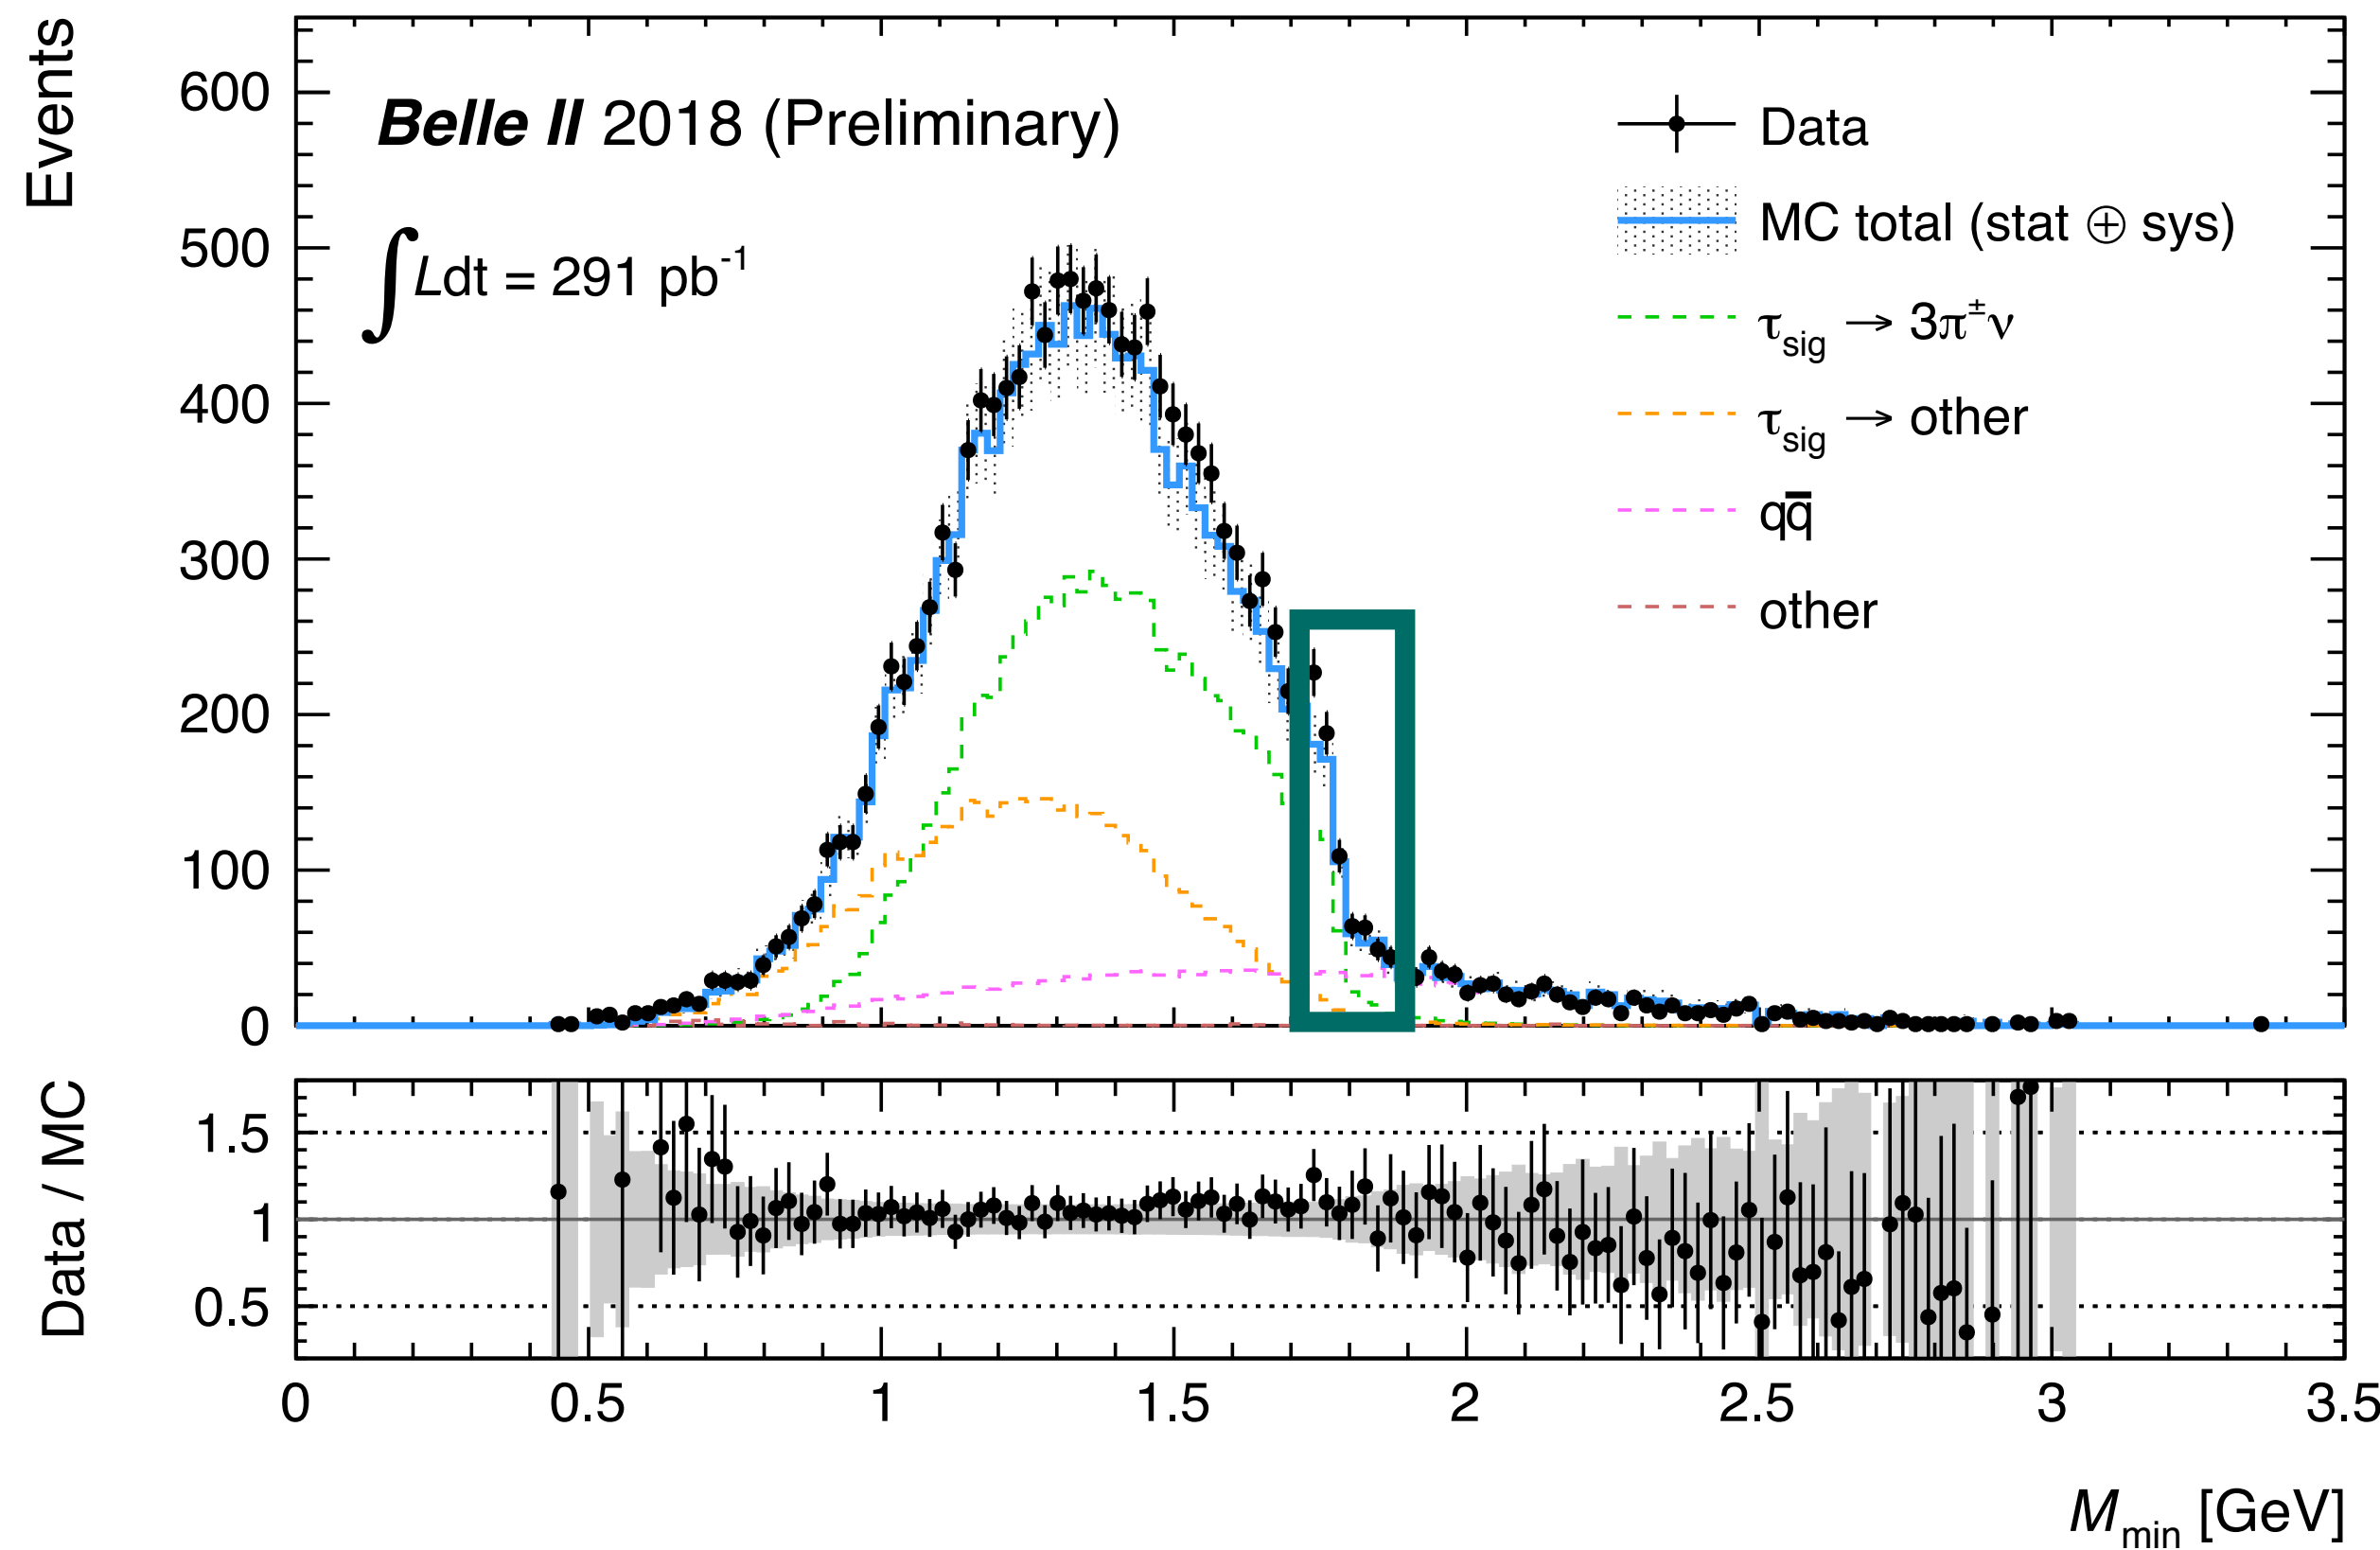 Events
600
500
400
300
200
100
0
Belle II 2018 (Preliminary)
∫Ldt = 291 pb⁻¹
Data
MC total (stat ⊕ sys)
τsig → 3π±ν
τsig → other
qq̄
other
Data / MC
1.5
1
0.5
0 0.5 1 1.5 2 2.5 3 3.5
Mmin [GeV]